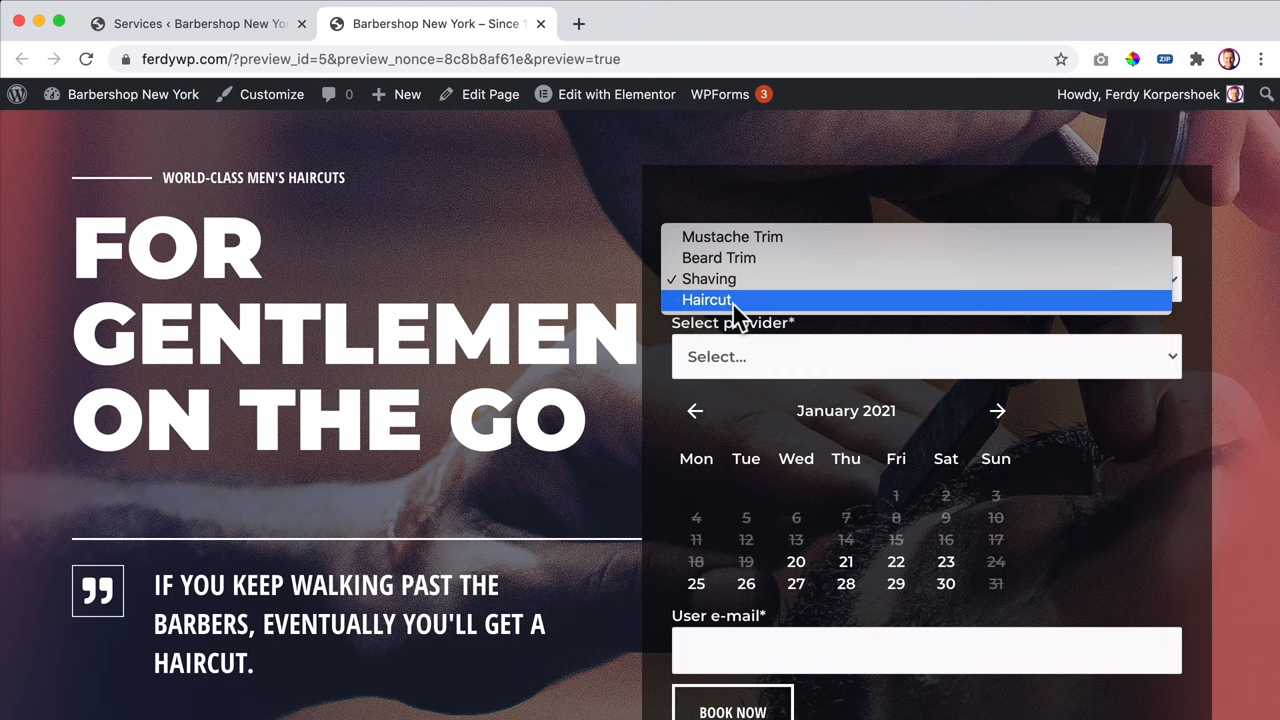 Services ‹ Barbershop New Yo
Barbershop New York – Since 1
ferdywp.com/?preview_id=5&preview_nonce=8c8b8af61e&preview=true
ZIP
Barbershop New York
Customize
0
New
Edit Page
Edit with Elementor
WPForms 3
Howdy, Ferdy Korpershoek
WORLD-CLASS MEN'S HAIRCUTS
FOR
GENTLEMEN
ON THE GO
IF YOU KEEP WALKING PAST THE
BARBERS, EVENTUALLY YOU'LL GET A
HAIRCUT.
Mustache Trim
Beard Trim
✓ Shaving
Haircut
Select provider*
Select...
January 2021
Mon Tue Wed Thu Fri Sat Sun
1 2 3
4 5 6 7 8 9 10
11 12 13 14 15 16 17
18 19 20 21 22 23 24
25 26 27 28 29 30 31
User e-mail*
BOOK NOW